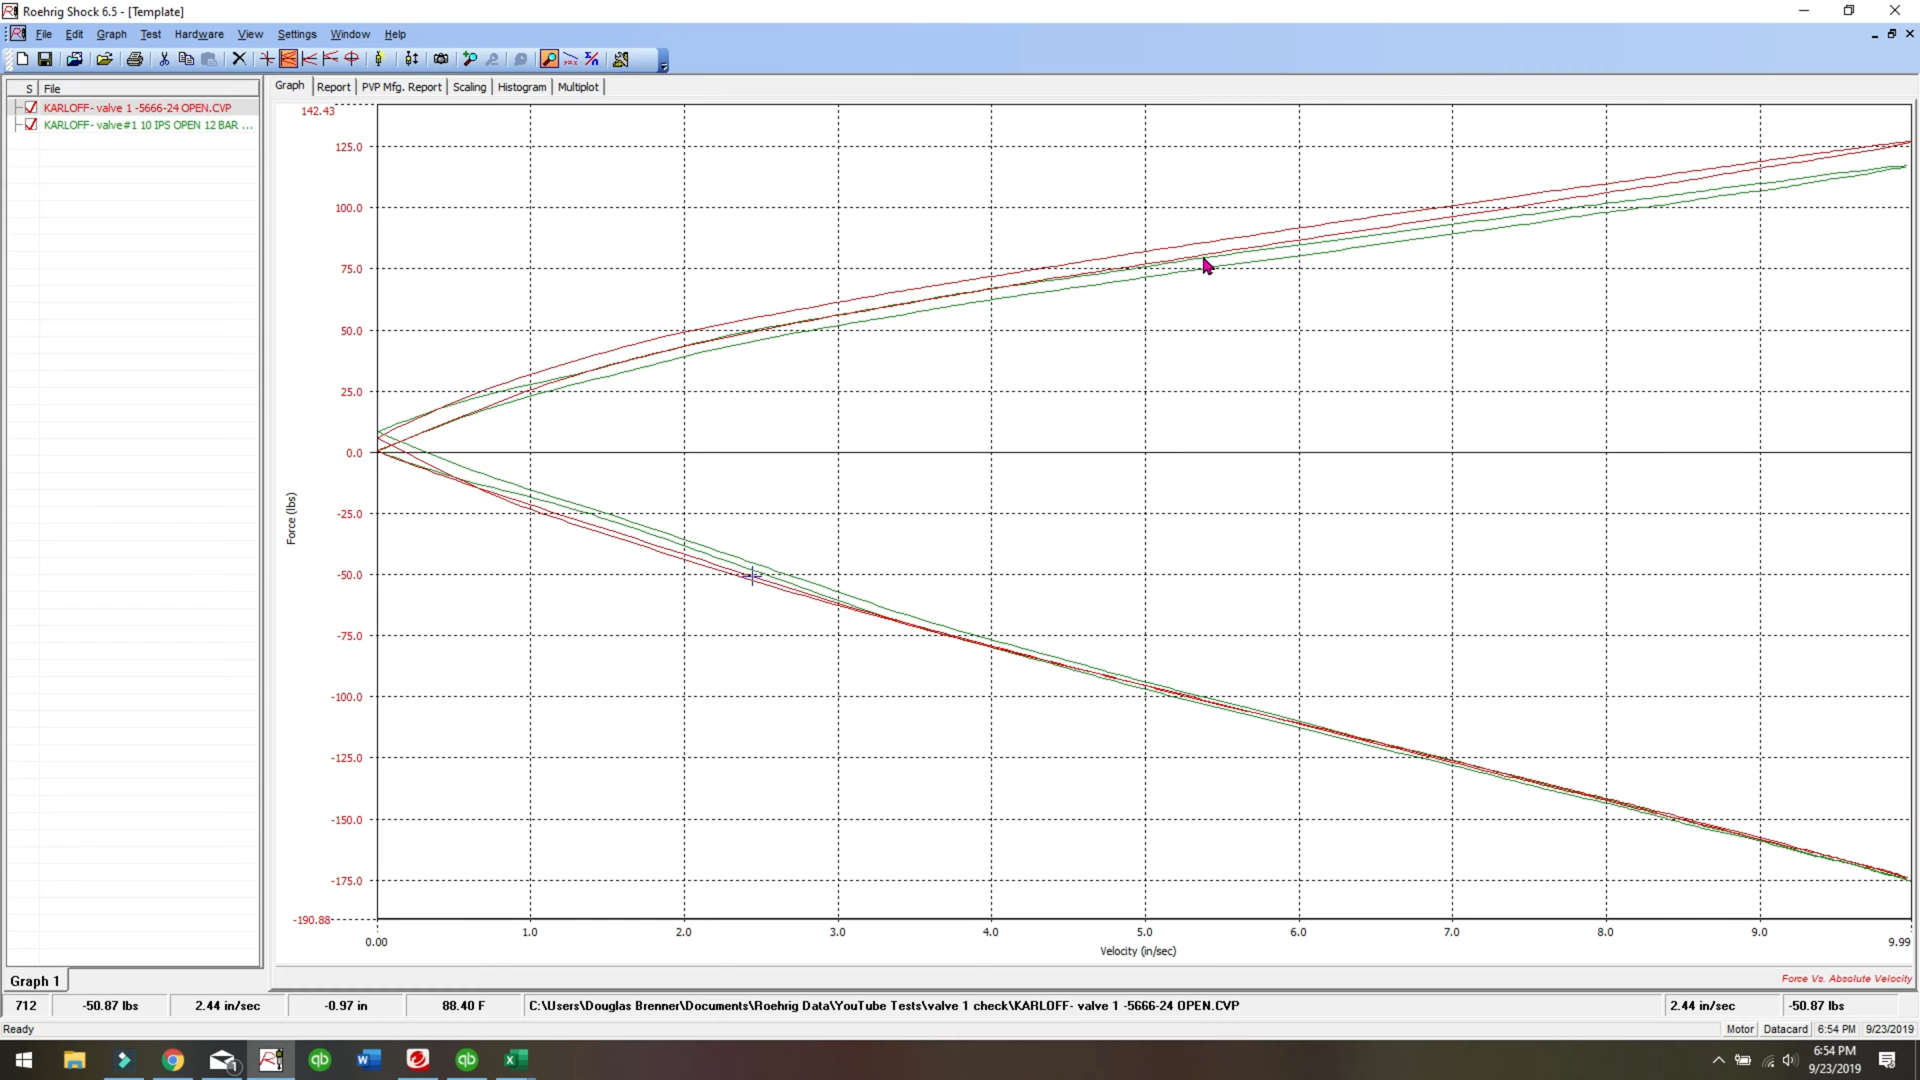 Roehrig Shock 6.5 - [Template]
File Edit Graph Test Hardware View Settings Window Help
S File
KARLOFF- valve 1 -5666-24 OPEN.CVP
KARLOFF- valve#1 10 IPS OPEN 12 BAR ...
Graph Report PVP Mfg. Report Scaling Histogram Multiplot
142.43
125.0
100.0
75.0
50.0
25.0
0.0
-25.0
-50.0
-75.0
-100.0
-125.0
-150.0
-175.0
-190.88
Force (lbs)
0.00 1.0 2.0 3.0 4.0 5.0 6.0 7.0 8.0 9.0 9.99
Velocity (in/sec)
Force Vs. Absolute Velocity
Graph 1
712 -50.87 lbs 2.44 in/sec -0.97 in 88.40 F C:\Users\Douglas Brenner\Documents\Roehrig Data\YouTube Tests\valve 1 check\KARLOFF- valve 1 -5666-24 OPEN.CVP 2.44 in/sec -50.87 lbs
Ready Motor Datacard 6:54 PM 9/23/2019
6:54 PM
9/23/2019